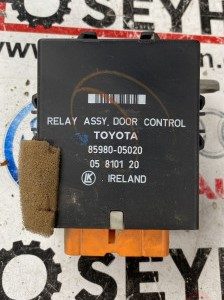 RELAY ASSY, DOOR CONTROL
TOYOTA
85980-05020
05 8101 20
IRELAND